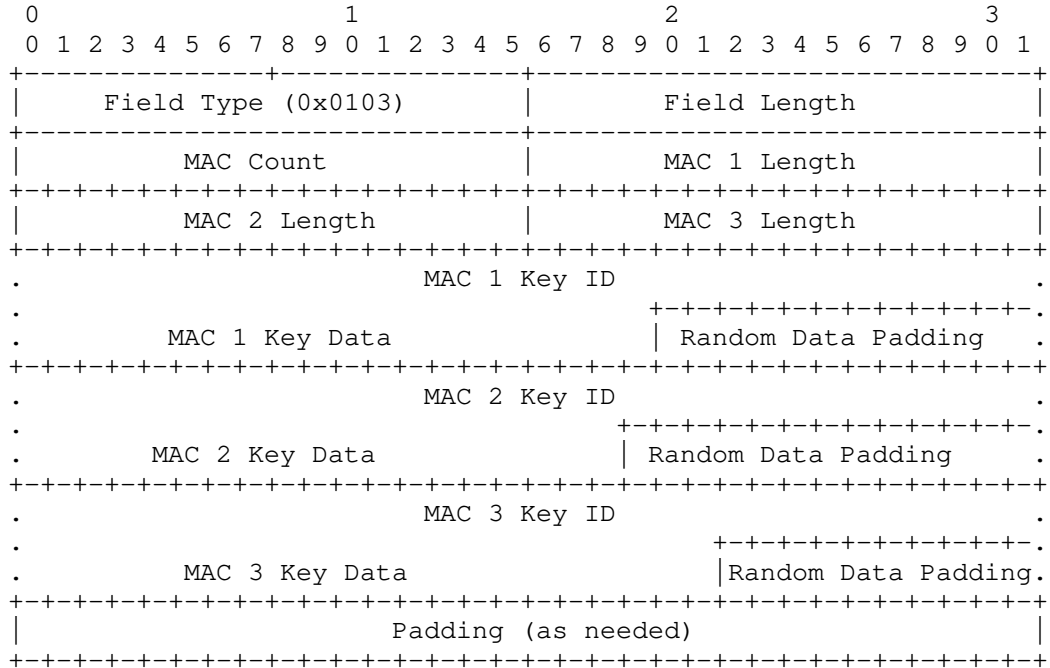 0                   1                   2                   3
 0 1 2 3 4 5 6 7 8 9 0 1 2 3 4 5 6 7 8 9 0 1 2 3 4 5 6 7 8 9 0 1
+---------------+---------------+-------------------------------+
|     Field Type (0x0103)       |        Field Length           |
+-------------------------------+-------------------------------+
|          MAC Count            |        MAC 1 Length           |
+-+-+-+-+-+-+-+-+-+-+-+-+-+-+-+-+-+-+-+-+-+-+-+-+-+-+-+-+-+-+-+-+
|          MAC 2 Length         |        MAC 3 Length           |
+-+-+-+-+-+-+-+-+-+-+-+-+-+-+-+-+-+-+-+-+-+-+-+-+-+-+-+-+-+-+-+-+
.                         MAC 1 Key ID                          .
.                                       +-+-+-+-+-+-+-+-+-+-+-+-.
.         MAC 1 Key Data                | Random Data Padding   .
+-+-+-+-+-+-+-+-+-+-+-+-+-+-+-+-+-+-+-+-+-+-+-+-+-+-+-+-+-+-+-+-+
.                         MAC 2 Key ID                          .
.                                     +-+-+-+-+-+-+-+-+-+-+-+-+-.
.        MAC 2 Key Data               | Random Data Padding     .
+-+-+-+-+-+-+-+-+-+-+-+-+-+-+-+-+-+-+-+-+-+-+-+-+-+-+-+-+-+-+-+-+
.                         MAC 3 Key ID                          .
.                                           +-+-+-+-+-+-+-+-+-+-.
.          MAC 3 Key Data                   |Random Data Padding.
+-+-+-+-+-+-+-+-+-+-+-+-+-+-+-+-+-+-+-+-+-+-+-+-+-+-+-+-+-+-+-+-+
|                       Padding (as needed)                     |
+-+-+-+-+-+-+-+-+-+-+-+-+-+-+-+-+-+-+-+-+-+-+-+-+-+-+-+-+-+-+-+-+